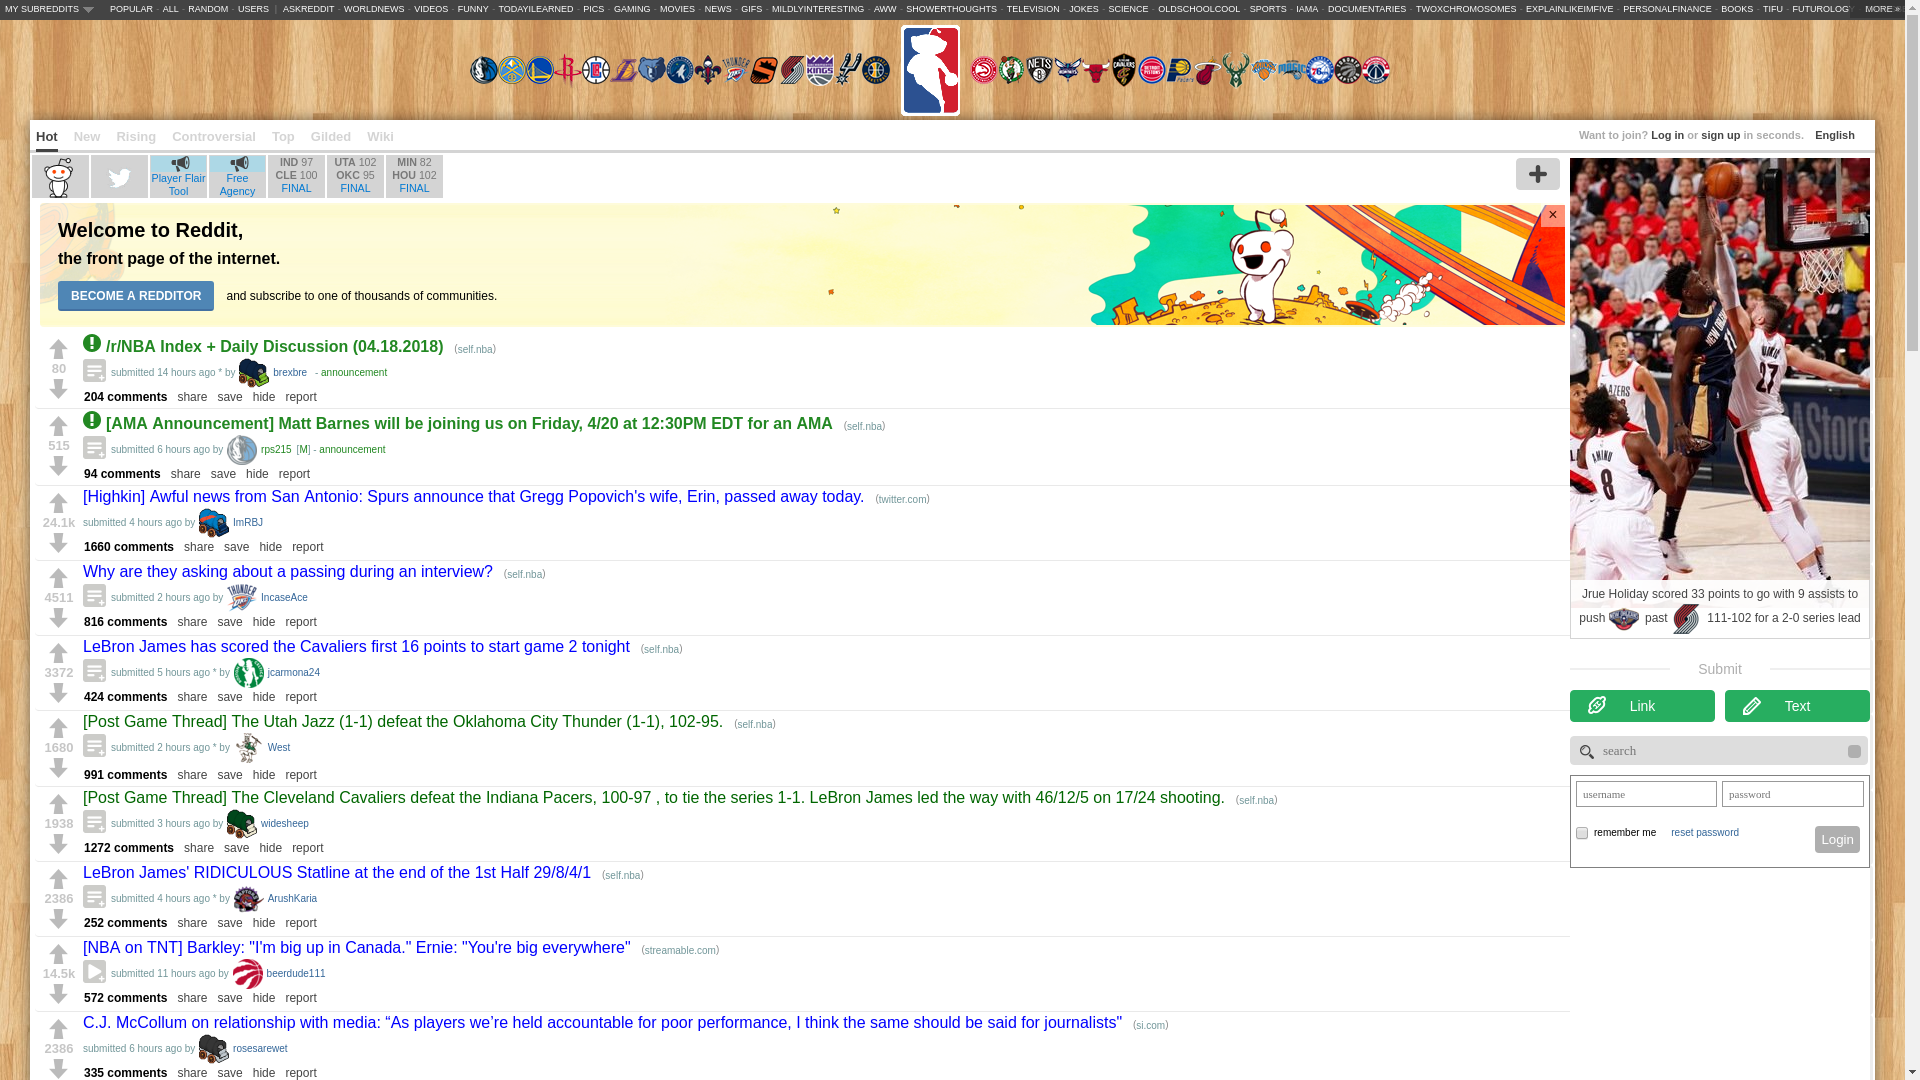 MY SUBREDDITS POPULAR - ALL - RANDOM - USERS | ASKREDDIT - WORLDNEWS - VIDEOS - FUNNY - TODAYILEARNED - PICS - GAMING - MOVIES - NEWS - GIFS - MILDLYINTERESTING - AWW - SHOWERTHOUGHTS - TELEVISION - JOKES - SCIENCE - OLDSCHOOLCOOL - SPORTS - IAMA - DOCUMENTARIES - TWOXCHROMOSOMES - EXPLAINLIKEIMFIVE - PERSONALFINANCE - BOOKS - TIFU - FUTUROLOGY MORE »
Hot New Rising Controversial Top Gilded Wiki
Want to join? Log in or sign up in seconds. English
Player Flair Tool
Free Agency
IND 97
CLE 100
FINAL
UTA 102
OKC 95
FINAL
MIN 82
HOU 102
FINAL
Welcome to Reddit,
the front page of the internet.
BECOME A REDDITOR and subscribe to one of thousands of communities.
×
80
/r/NBA Index + Daily Discussion (04.18.2018) (self.nba)
submitted 14 hours ago * by brexbre - announcement
204 comments share save hide report
515
[AMA Announcement] Matt Barnes will be joining us on Friday, 4/20 at 12:30PM EDT for an AMA (self.nba)
submitted 6 hours ago by rps215 [M] - announcement
94 comments share save hide report
24.1k
[Highkin] Awful news from San Antonio: Spurs announce that Gregg Popovich's wife, Erin, passed away today. (twitter.com)
submitted 4 hours ago by ImRBJ
1660 comments share save hide report
4511
Why are they asking about a passing during an interview? (self.nba)
submitted 2 hours ago by IncaseAce
816 comments share save hide report
3372
LeBron James has scored the Cavaliers first 16 points to start game 2 tonight (self.nba)
submitted 5 hours ago * by jcarmona24
424 comments share save hide report
1680
[Post Game Thread] The Utah Jazz (1-1) defeat the Oklahoma City Thunder (1-1), 102-95. (self.nba)
submitted 2 hours ago * by West
991 comments share save hide report
1938
[Post Game Thread] The Cleveland Cavaliers defeat the Indiana Pacers, 100-97 , to tie the series 1-1. LeBron James led the way with 46/12/5 on 17/24 shooting. (self.nba)
submitted 3 hours ago by widesheep
1272 comments share save hide report
2386
LeBron James' RIDICULOUS Statline at the end of the 1st Half 29/8/4/1 (self.nba)
submitted 4 hours ago * by ArushKaria
252 comments share save hide report
14.5k
[NBA on TNT] Barkley: "I'm big up in Canada." Ernie: "You're big everywhere" (streamable.com)
submitted 11 hours ago by beerdude111
572 comments share save hide report
2386
C.J. McCollum on relationship with media: “As players we’re held accountable for poor performance, I think the same should be said for journalists" (si.com)
submitted 6 hours ago by rosesarewet
335 comments share save hide report
Jrue Holiday scored 33 points to go with 9 assists to
push past 111-102 for a 2-0 series lead
Submit
Link Text
search
username password
remember me reset password Login